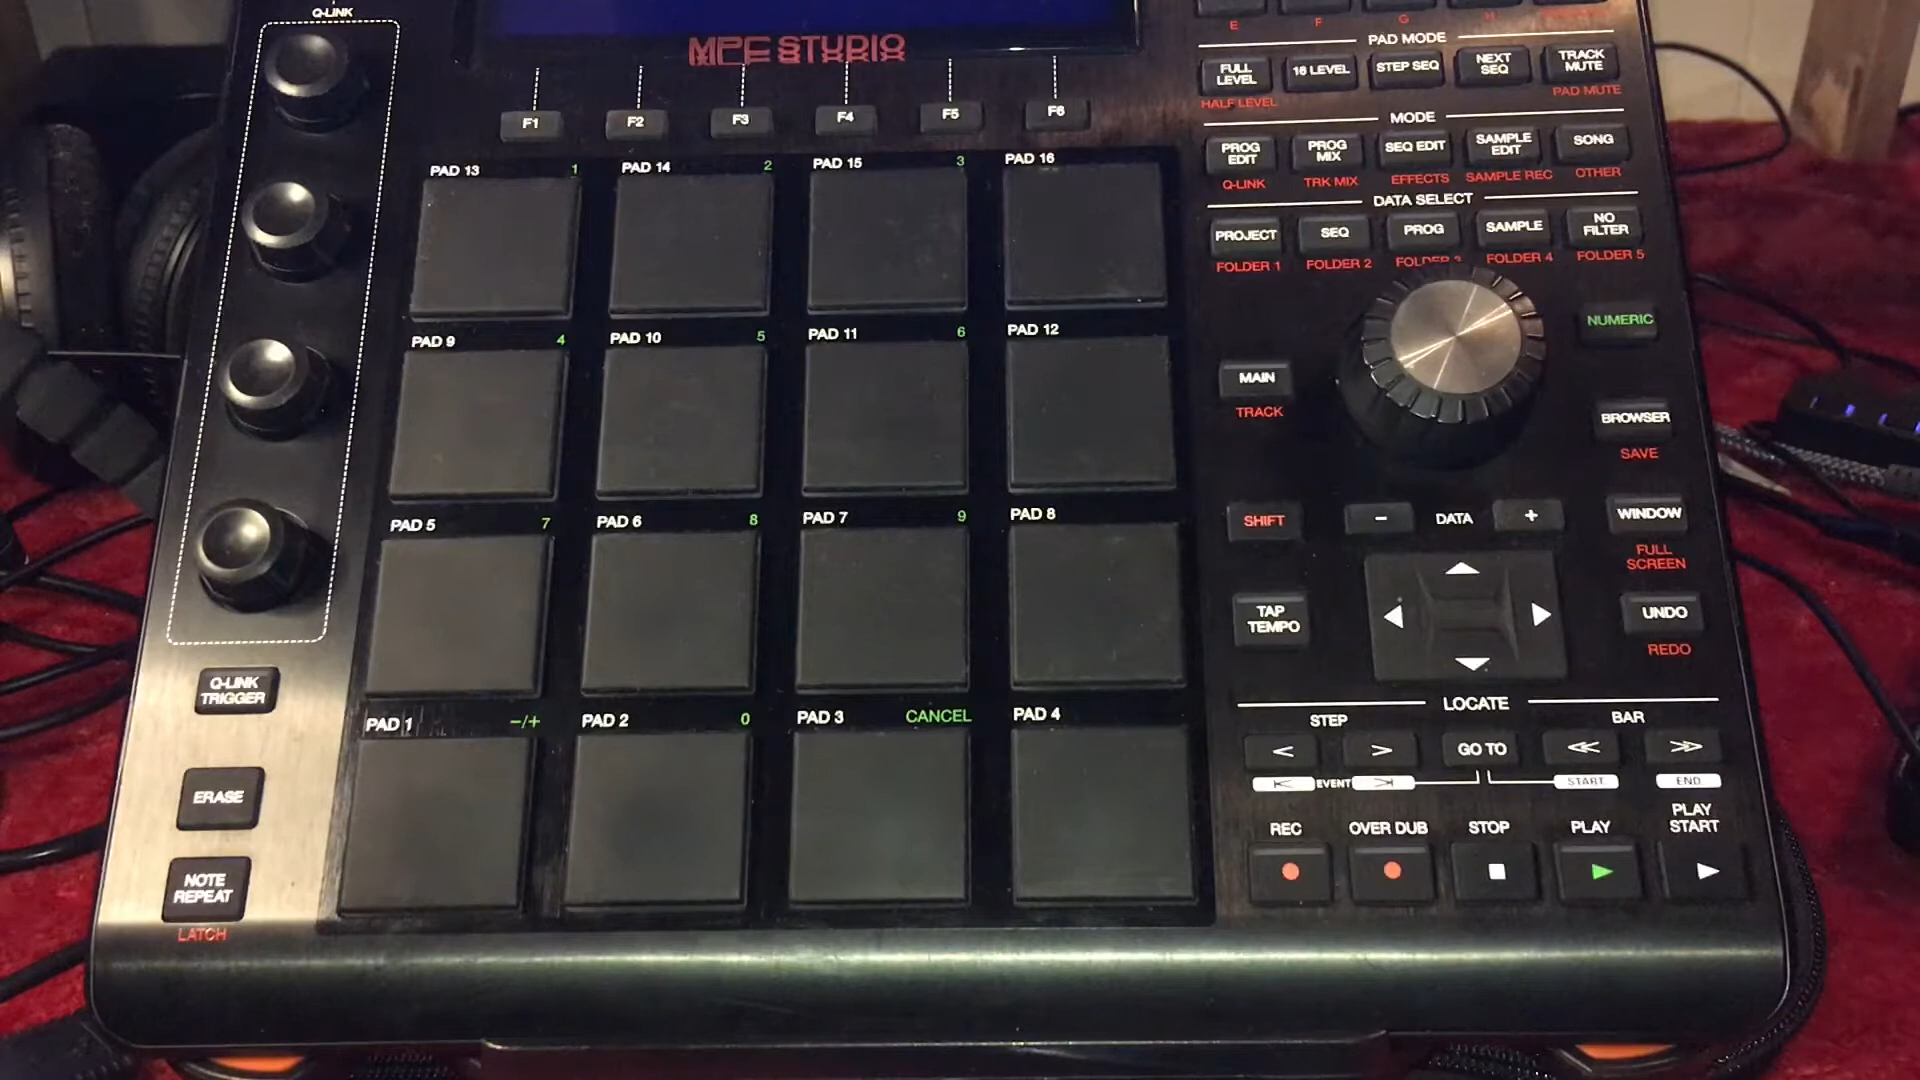 Q-LINK
MPC STUDIO
E F G H
PAD MODE
FULL LEVEL
16 LEVEL
STEP SEQ
NEXT SEQ
TRACK MUTE
HALF LEVEL
PAD MUTE
F1 F2 F3 F4 F5 F6
MODE
PROG EDIT
PROG MIX
SEQ EDIT
SAMPLE EDIT
SONG
Q-LINK
TRK MIX
EFFECTS
SAMPLE REC
OTHER
DATA SELECT
PROJECT
SEQ
PROG
SAMPLE
NO FILTER
FOLDER 1
FOLDER 2
FOLDER 3
FOLDER 4
FOLDER 5
PAD 13 1
PAD 14 2
PAD 15 3
PAD 16
NUMERIC
PAD 9 4
PAD 10 5
PAD 11 6
PAD 12
MAIN
TRACK
BROWSER
SAVE
PAD 5 7
PAD 6 8
PAD 7 9
PAD 8
SHIFT
- DATA +
WINDOW
FULL
SCREEN
TAP
TEMPO
UNDO
REDO
Q-LINK
TRIGGER
PAD 1 -/+
PAD 2 0
PAD 3 CANCEL
PAD 4
LOCATE
STEP
BAR
< > GO TO << >>
EVENT
START
END
ERASE
REC
OVER DUB
STOP
PLAY
PLAY
START
NOTE
REPEAT
LATCH